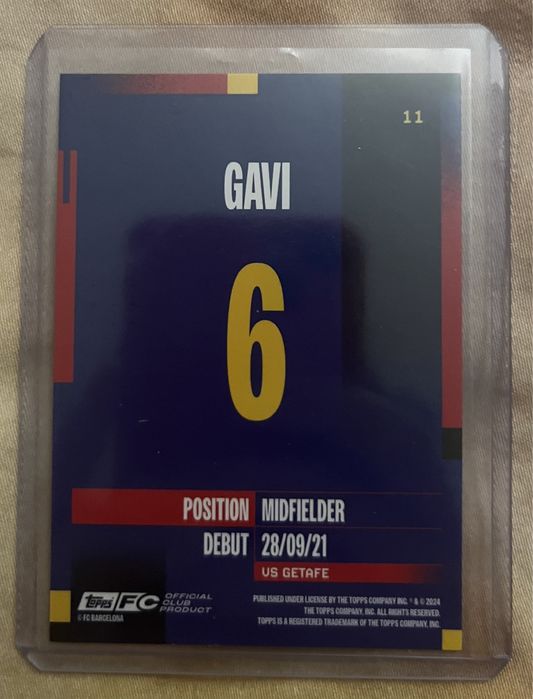 11
GAVI
6
POSITION MIDFIELDER
DEBUT 28/09/21
VS GETAFE
Topps FC OFFICIAL CLUB PRODUCT
© FC BARCELONA
PUBLISHED UNDER LICENSE BY THE TOPPS COMPANY INC. ® & © 2024
THE TOPPS COMPANY, INC. ALL RIGHTS RESERVED.
TOPPS IS A REGISTERED TRADEMARK OF THE TOPPS COMPANY, INC.